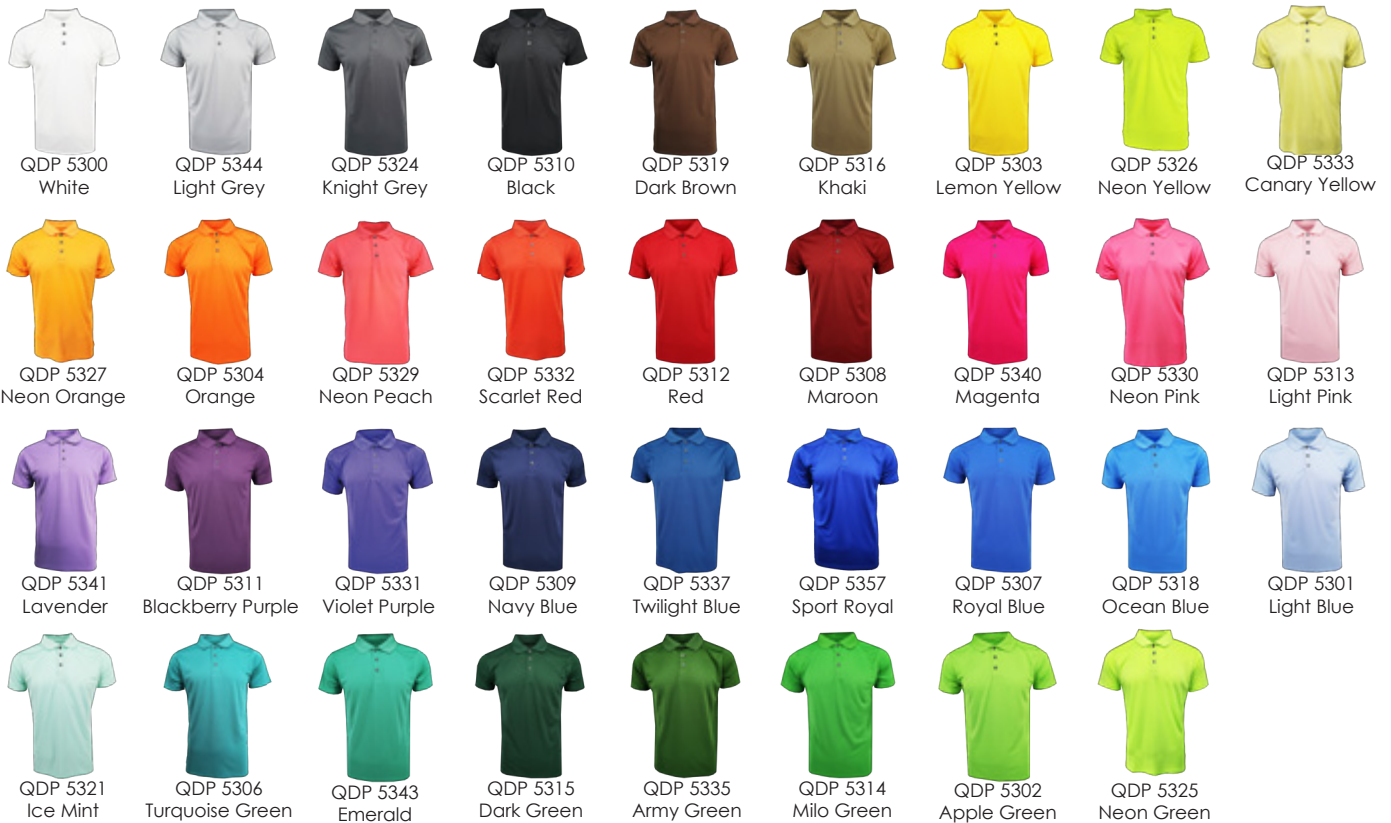 QDP 5300
White
QDP 5344
Light Grey
QDP 5324
Knight Grey
QDP 5310
Black
QDP 5319
Dark Brown
QDP 5316
Khaki
QDP 5303
Lemon Yellow
QDP 5326
Neon Yellow
QDP 5333
Canary Yellow
QDP 5327
Neon Orange
QDP 5304
Orange
QDP 5329
Neon Peach
QDP 5332
Scarlet Red
QDP 5312
Red
QDP 5308
Maroon
QDP 5340
Magenta
QDP 5330
Neon Pink
QDP 5313
Light Pink
QDP 5341
Lavender
QDP 5311
Blackberry Purple
QDP 5331
Violet Purple
QDP 5309
Navy Blue
QDP 5337
Twilight Blue
QDP 5357
Sport Royal
QDP 5307
Royal Blue
QDP 5318
Ocean Blue
QDP 5301
Light Blue
QDP 5321
Ice Mint
QDP 5306
Turquoise Green
QDP 5343
Emerald
QDP 5315
Dark Green
QDP 5335
Army Green
QDP 5314
Milo Green
QDP 5302
Apple Green
QDP 5325
Neon Green